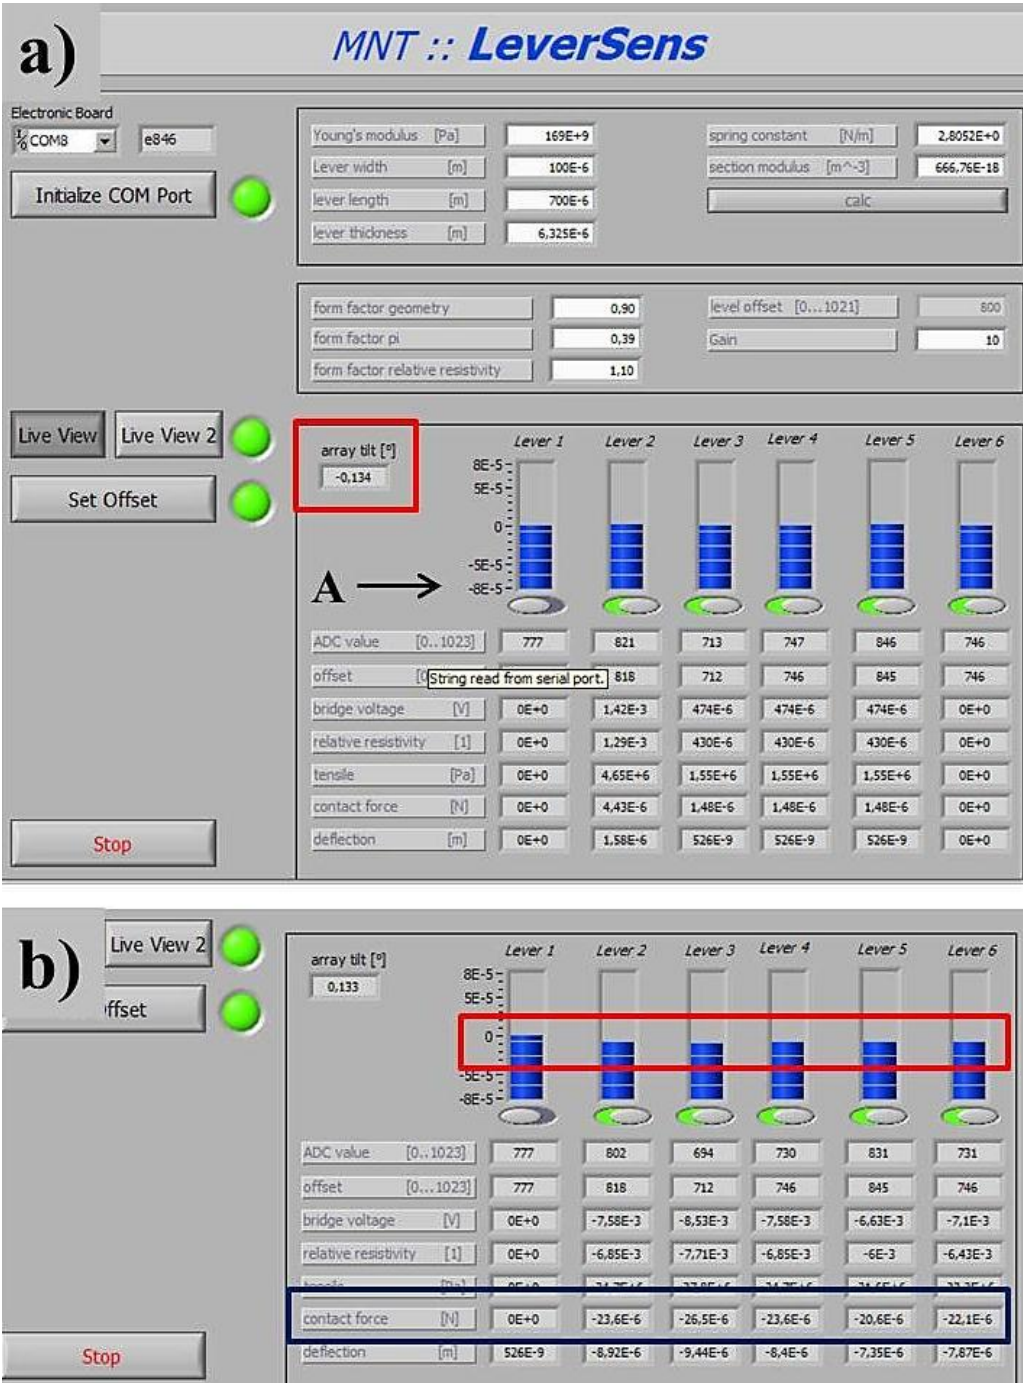 a)
MNT :: LeverSens
Electronic Board
COM8 e846
Initialize COM Port
Young's modulus [Pa] 169E+9 spring constant [N/m] 2,8052E+0
Lever width [m] 100E-6 section modulus [m^-3] 666,76E-18
lever length [m] 700E-6 calc
lever thickness [m] 6,325E-6
form factor geometry 0,90 level offset [0...1021] 800
form factor pi 0,39 Gain 10
form factor relative resistivity 1,10
Live View Live View 2
Set Offset
array tilt [°]
-0,134
Lever 1 Lever 2 Lever 3 Lever 4 Lever 5 Lever 6
8E-5
5E-5
0
-5E-5
-8E-5
A
ADC value [0..1023] 777 821 713 747 846 746
offset [0 String read from serial port. 818 712 746 845 746
bridge voltage [V] 0E+0 1,42E-3 474E-6 474E-6 474E-6 0E+0
relative resistivity [1] 0E+0 1,29E-3 430E-6 430E-6 430E-6 0E+0
tensile [Pa] 0E+0 4,65E+6 1,55E+6 1,55E+6 1,55E+6 0E+0
contact force [N] 0E+0 4,43E-6 1,48E-6 1,48E-6 1,48E-6 0E+0
deflection [m] 0E+0 1,58E-6 526E-9 526E-9 526E-9 0E+0
Stop
b)
Live View 2
ffset
array tilt [°]
0,133
Lever 1 Lever 2 Lever 3 Lever 4 Lever 5 Lever 6
8E-5
5E-5
0
-5E-5
-8E-5
ADC value [0..1023] 777 802 694 730 831 731
offset [0...1023] 777 818 712 746 845 746
bridge voltage [V] 0E+0 -7,58E-3 -8,53E-3 -7,58E-3 -6,63E-3 -7,1E-3
relative resistivity [1] 0E+0 -6,85E-3 -7,71E-3 -6,85E-3 -6E-3 -6,43E-3
contact force [N] 0E+0 -23,6E-6 -26,5E-6 -23,6E-6 -20,6E-6 -22,1E-6
deflection [m] 526E-9 -8,92E-6 -9,44E-6 -8,4E-6 -7,35E-6 -7,87E-6
Stop